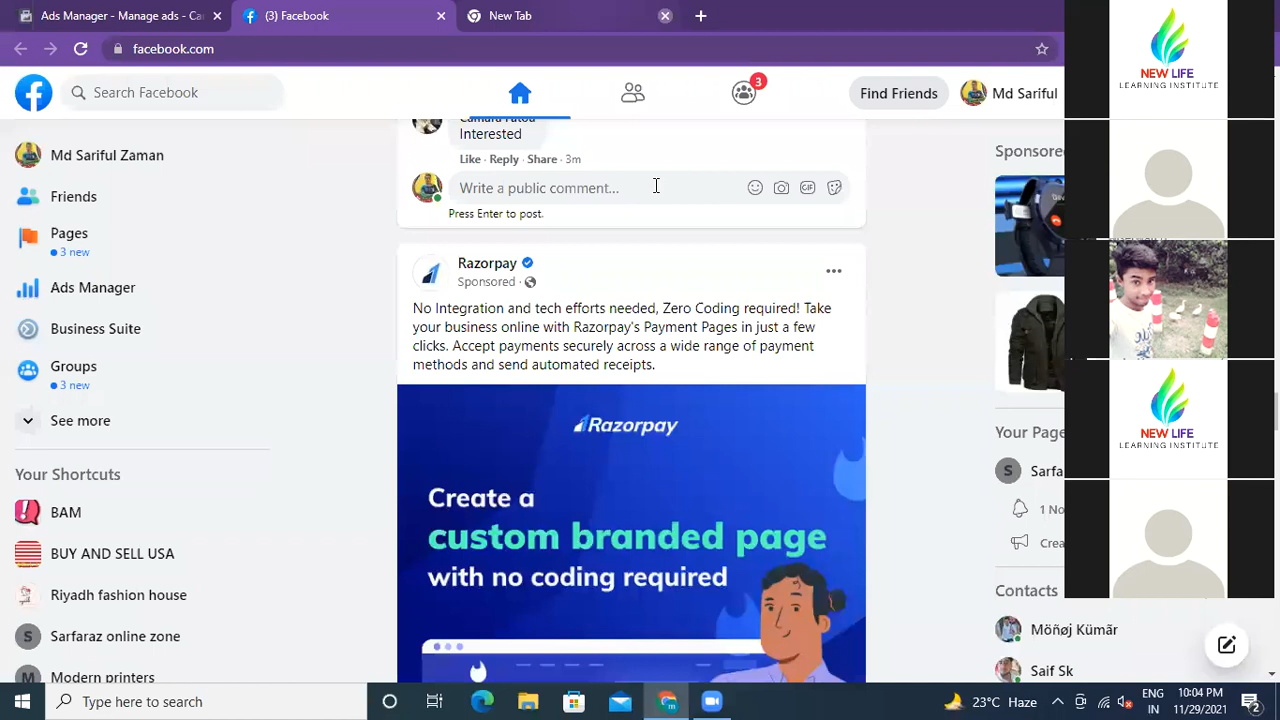 Ads Manager - Manage ads - Ca
(3) Facebook
New Tab
facebook.com
Search Facebook
3
Find Friends
Md Sariful
Md Sariful Zaman
Friends
Pages
3 new
Ads Manager
Business Suite
Groups
3 new
See more
Your Shortcuts
BAM
BUY AND SELL USA
Riyadh fashion house
Sarfaraz online zone
Modern printers
Interested
Like · Reply · Share · 3m
Write a public comment...
GIF
Press Enter to post.
Razorpay
Sponsored ·
No Integration and tech efforts needed, Zero Coding required! Take
your business online with Razorpay's Payment Pages in just a few
clicks. Accept payments securely across a wide range of payment
methods and send automated receipts.
Razorpay
Create a
custom branded page
with no coding required
Sponsore
Your Page
S Sarfa
1 No
Crea
Contacts
Möñøj Kümãr
Saif Sk
NEW LIFE
LEARNING INSTITUTE
NEW LIFE
LEARNING INSTITUTE
Type here to search
23°C Haze
ENG
IN
10:04 PM
11/29/2021
2